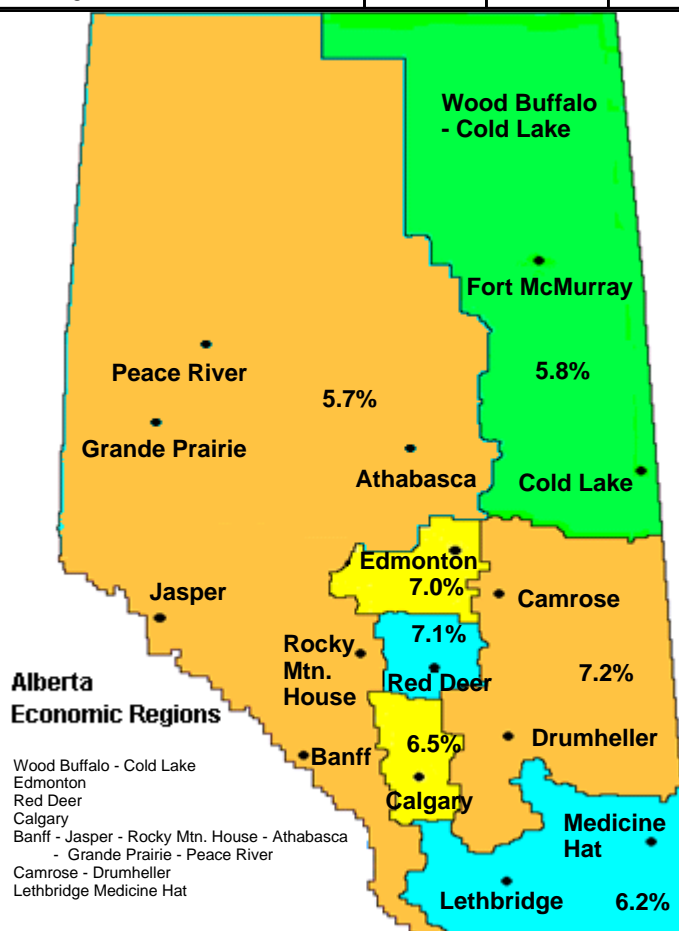 Wood Buffalo
- Cold Lake
Fort McMurray
Peace River
5.8%
5.7%
Grande Prairie
Athabasca
Cold Lake
Edmonton
7.0%
Jasper
Camrose
7.1%
Rocky
Mtn.
House
7.2%
Red Deer
Alberta
Economic Regions
Drumheller
6.5%
Banff
Wood Buffalo - Cold Lake
Edmonton
Red Deer
Calgary
Banff - Jasper - Rocky Mtn. House - Athabasca
- Grande Prairie - Peace River
Camrose - Drumheller
Lethbridge Medicine Hat
Calgary
Medicine
Hat
Lethbridge
6.2%